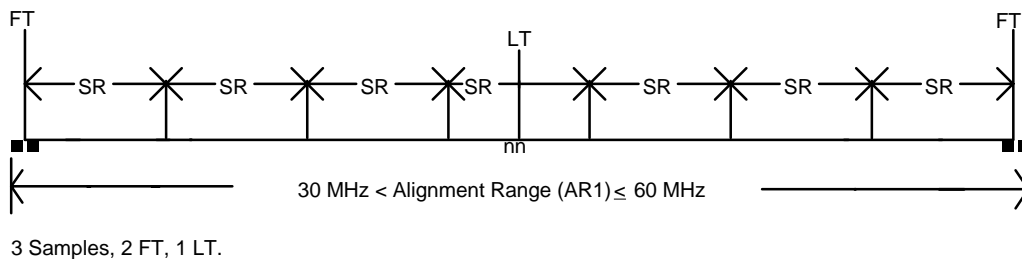 FT FT
LT
SR SR SR SR SR SR SR
nn
30 MHz < Alignment Range (AR1) ≤ 60 MHz
3 Samples, 2 FT, 1 LT.